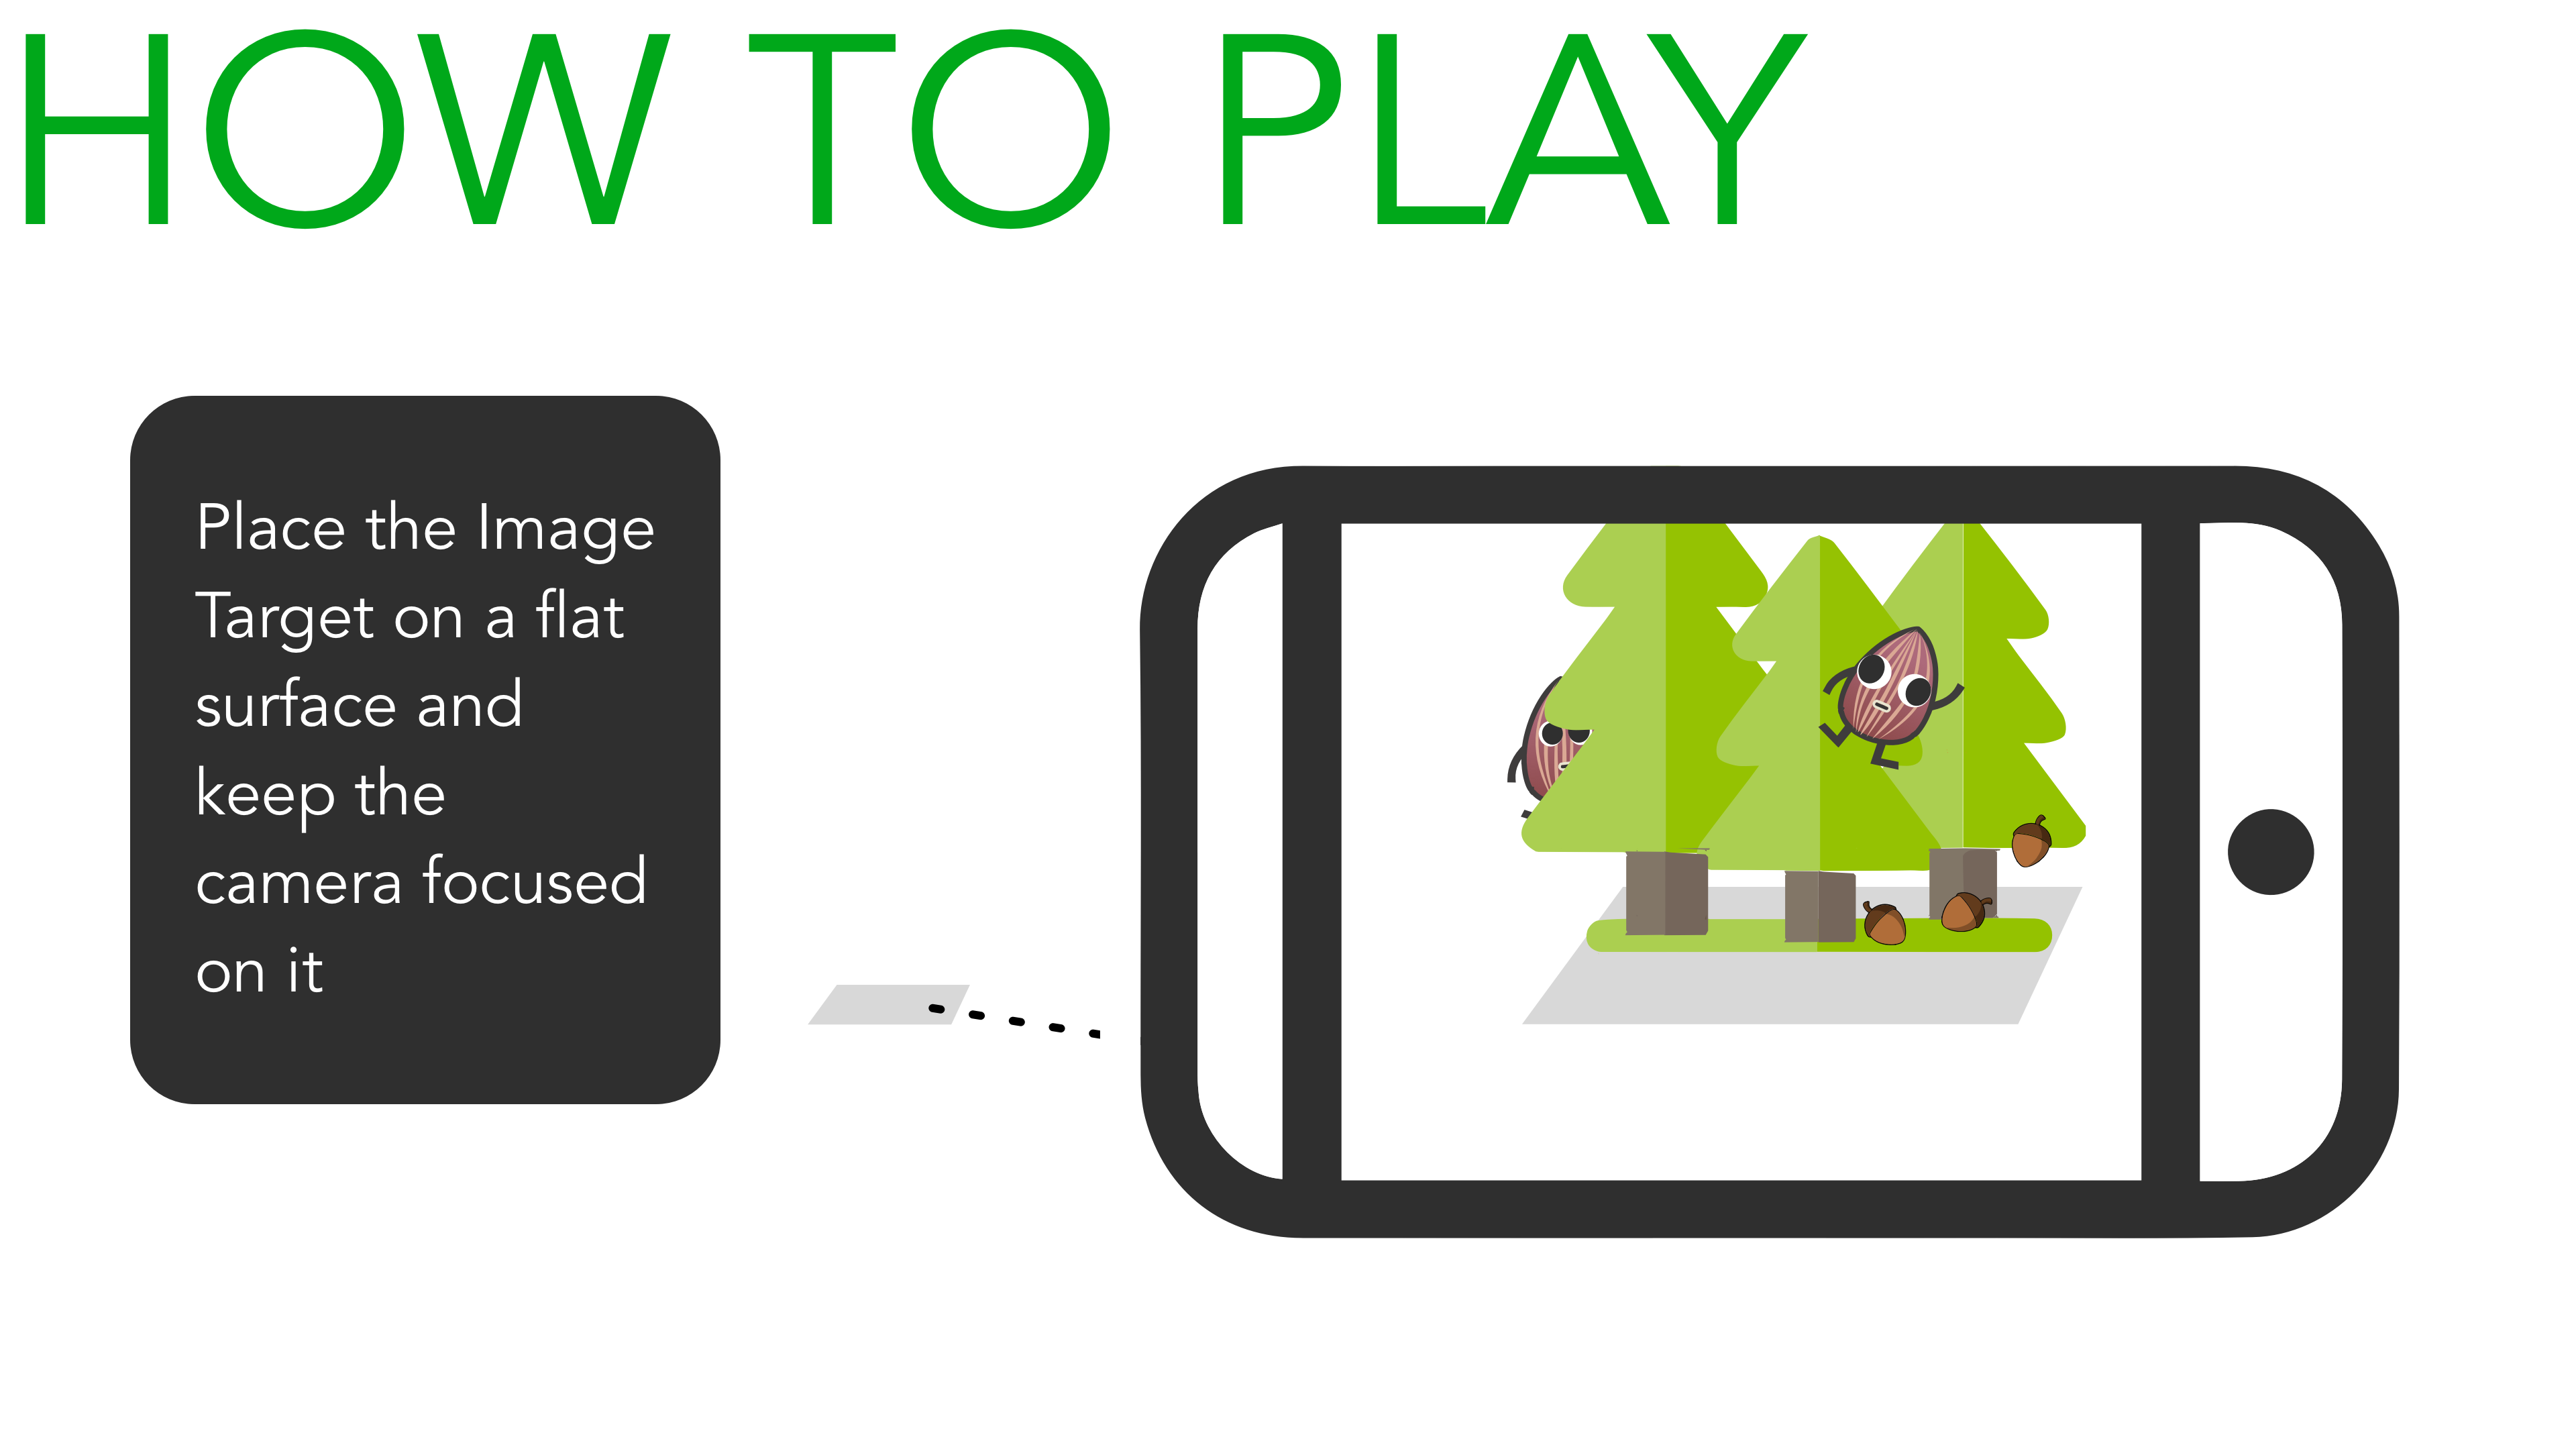 HOW TO PLAY
Place the Image
Target on a flat
surface and
keep the
camera focused
on it